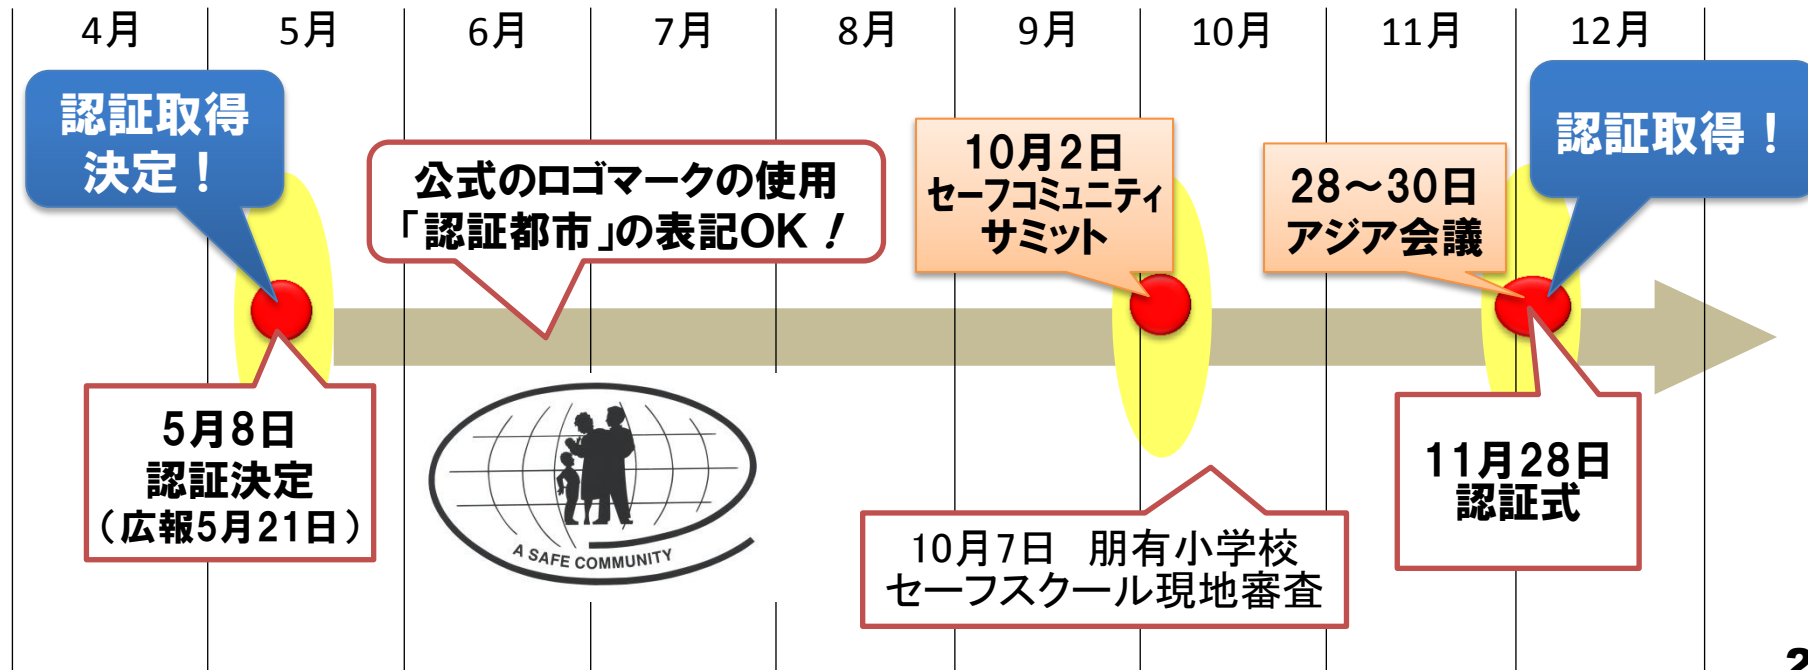 4月 5月 6月 7月 8月 9月 10月 11月 12月
認証取得
決定！
公式のロゴマークの使用
「認証都市」の表記OK！
10月2日
セーフコミュニティ
サミット
28～30日
アジア会議
認証取得！
5月8日
認証決定
（広報5月21日）
A SAFE COMMUNITY
10月7日　朋有小学校
セーフスクール現地審査
11月28日
認証式
2